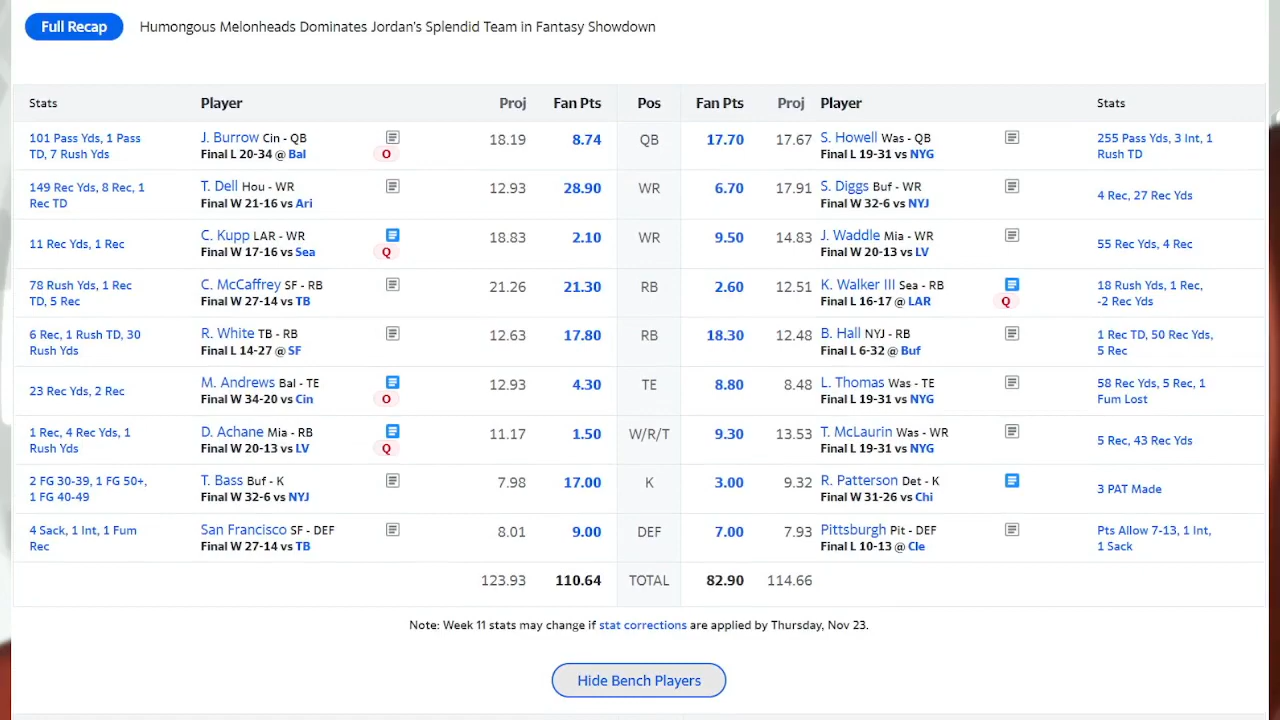 Full Recap Humongous Melonheads Dominates Jordan's Splendid Team in Fantasy Showdown
Stats Player Proj Fan Pts Pos Fan Pts Proj Player Stats
101 Pass Yds, 1 Pass J. Burrow Cin - QB 18.19 8.74 QB 17.70 17.67 S. Howell Was - QB 255 Pass Yds, 3 Int, 1
TD, 7 Rush Yds Final L 20-34 @ Bal O Final L 19-31 vs NYG Rush TD
149 Rec Yds, 8 Rec, 1 T. Dell Hou - WR 12.93 28.90 WR 6.70 17.91 S. Diggs Buf - WR 4 Rec, 27 Rec Yds
Rec TD Final W 21-16 vs Ari Final W 32-6 vs NYJ
11 Rec Yds, 1 Rec C. Kupp LAR - WR 18.83 2.10 WR 9.50 14.83 J. Waddle Mia - WR 55 Rec Yds, 4 Rec
Final W 17-16 vs Sea Q Final W 20-13 vs LV
78 Rush Yds, 1 Rec C. McCaffrey SF - RB 21.26 21.30 RB 2.60 12.51 K. Walker III Sea - RB 18 Rush Yds, 1 Rec,
TD, 5 Rec Final W 27-14 vs TB Final L 16-17 @ LAR Q -2 Rec Yds
6 Rec, 1 Rush TD, 30 R. White TB - RB 12.63 17.80 RB 18.30 12.48 B. Hall NYJ - RB 1 Rec TD, 50 Rec Yds,
Rush Yds Final L 14-27 @ SF Final L 6-32 @ Buf 5 Rec
23 Rec Yds, 2 Rec M. Andrews Bal - TE 12.93 4.30 TE 8.80 8.48 L. Thomas Was - TE 58 Rec Yds, 5 Rec, 1
Final W 34-20 vs Cin O Final L 19-31 vs NYG Fum Lost
1 Rec, 4 Rec Yds, 1 D. Achane Mia - RB 11.17 1.50 W/R/T 9.30 13.53 T. McLaurin Was - WR 5 Rec, 43 Rec Yds
Rush Yds Final W 20-13 vs LV Q Final L 19-31 vs NYG
2 FG 30-39, 1 FG 50+, T. Bass Buf - K 7.98 17.00 K 3.00 9.32 R. Patterson Det - K 3 PAT Made
1 FG 40-49 Final W 32-6 vs NYJ Final W 31-26 vs Chi
4 Sack, 1 Int, 1 Fum San Francisco SF - DEF 8.01 9.00 DEF 7.00 7.93 Pittsburgh Pit - DEF Pts Allow 7-13, 1 Int,
Rec Final W 27-14 vs TB Final L 10-13 @ Cle 1 Sack
123.93 110.64 TOTAL 82.90 114.66
Note: Week 11 stats may change if stat corrections are applied by Thursday, Nov 23.
Hide Bench Players